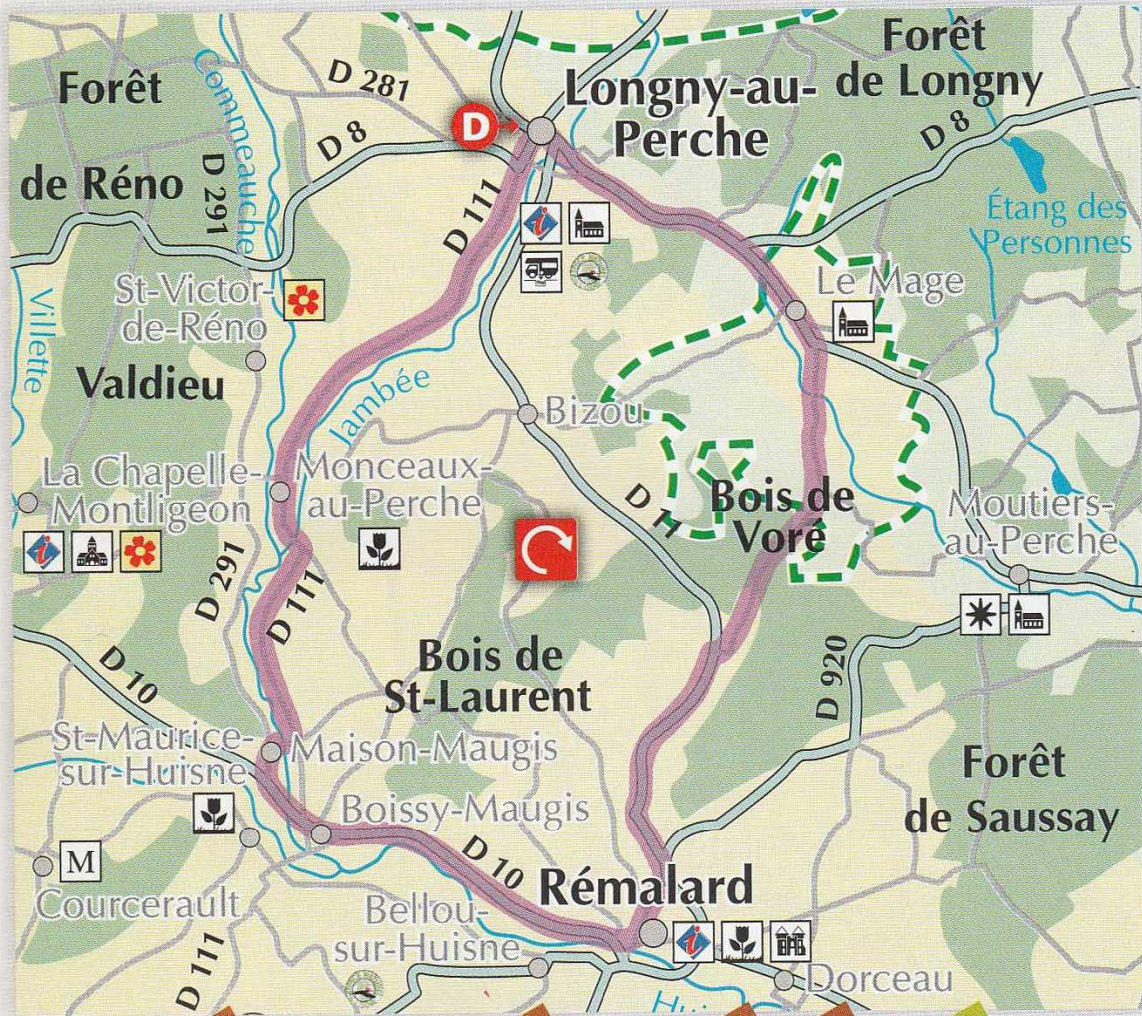 Forêt
de Longny
Forêt
de Réno
Commeauche
D 281
D 8
D 291
D
Longny-au-
Perche
D 8
D 111
Étang des
Personnes
St-Victor-
de-Réno
Le Mage
Villette
Valdieu
Jambée
Bizou
La Chapelle-
Montligeon
Monceaux-
au-Perche
D 11
Bois de
Voré
Moutiers-
au-Perche
D 291
D 111
D 10
Bois de
St-Laurent
D 920
St-Maurice-
sur-Huisne
Maison-Maugis
Forêt
de Saussay
Boissy-Maugis
M
D 10
Rémalard
Courcerault
Bellou-
sur-Huisne
D 111
Dorceau